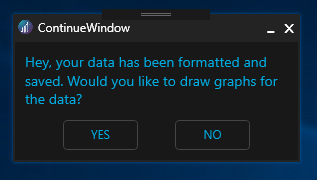 ContinueWindow
Hey, your data has been formatted and
saved. Would you like to draw graphs for
the data?
YES NO